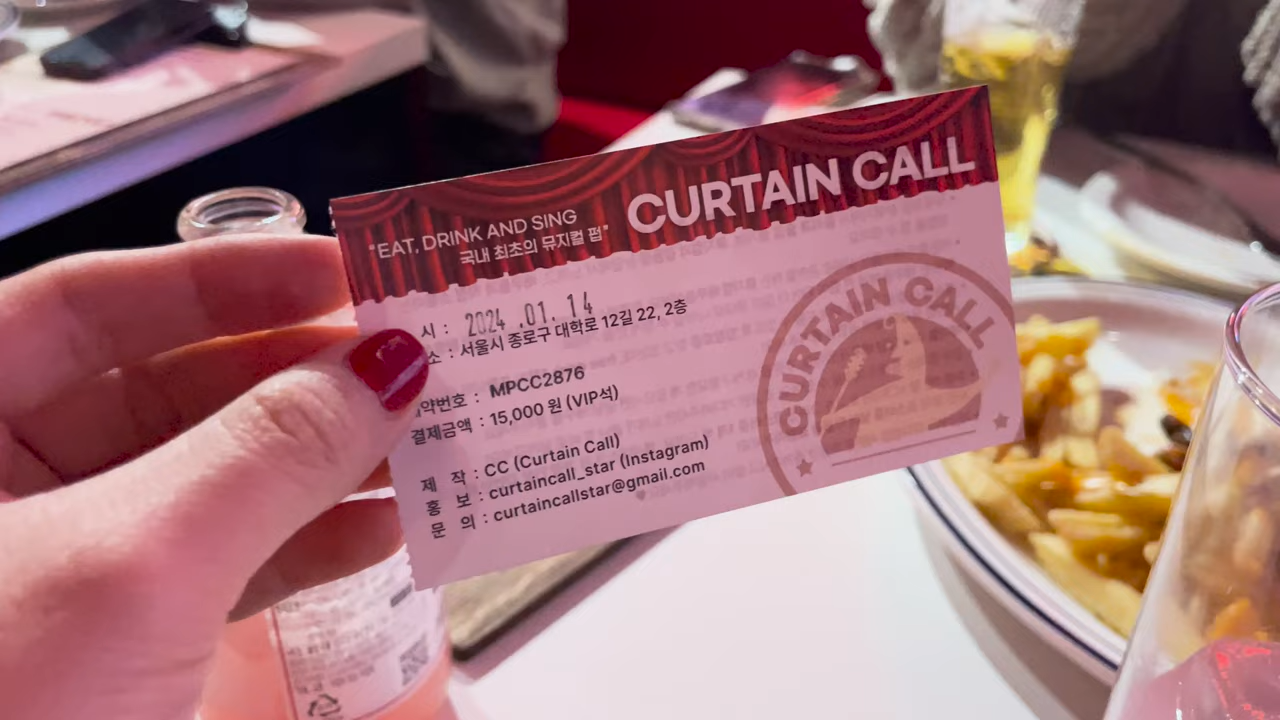 "EAT, DRINK AND SING
국내 최초의 뮤지컬 펍"
CURTAIN CALL
시 : 2024 .01. 14
소 : 서울시 종로구 대학로 12길 22, 2층
약번호 : MPCC2876
결제금액 : 15,000 원 (VIP석)
제 작 : CC (Curtain Call)
홍 보 : curtaincall_star (Instagram)
문 의 : curtaincallstar@gmail.com
CURTAIN CALL